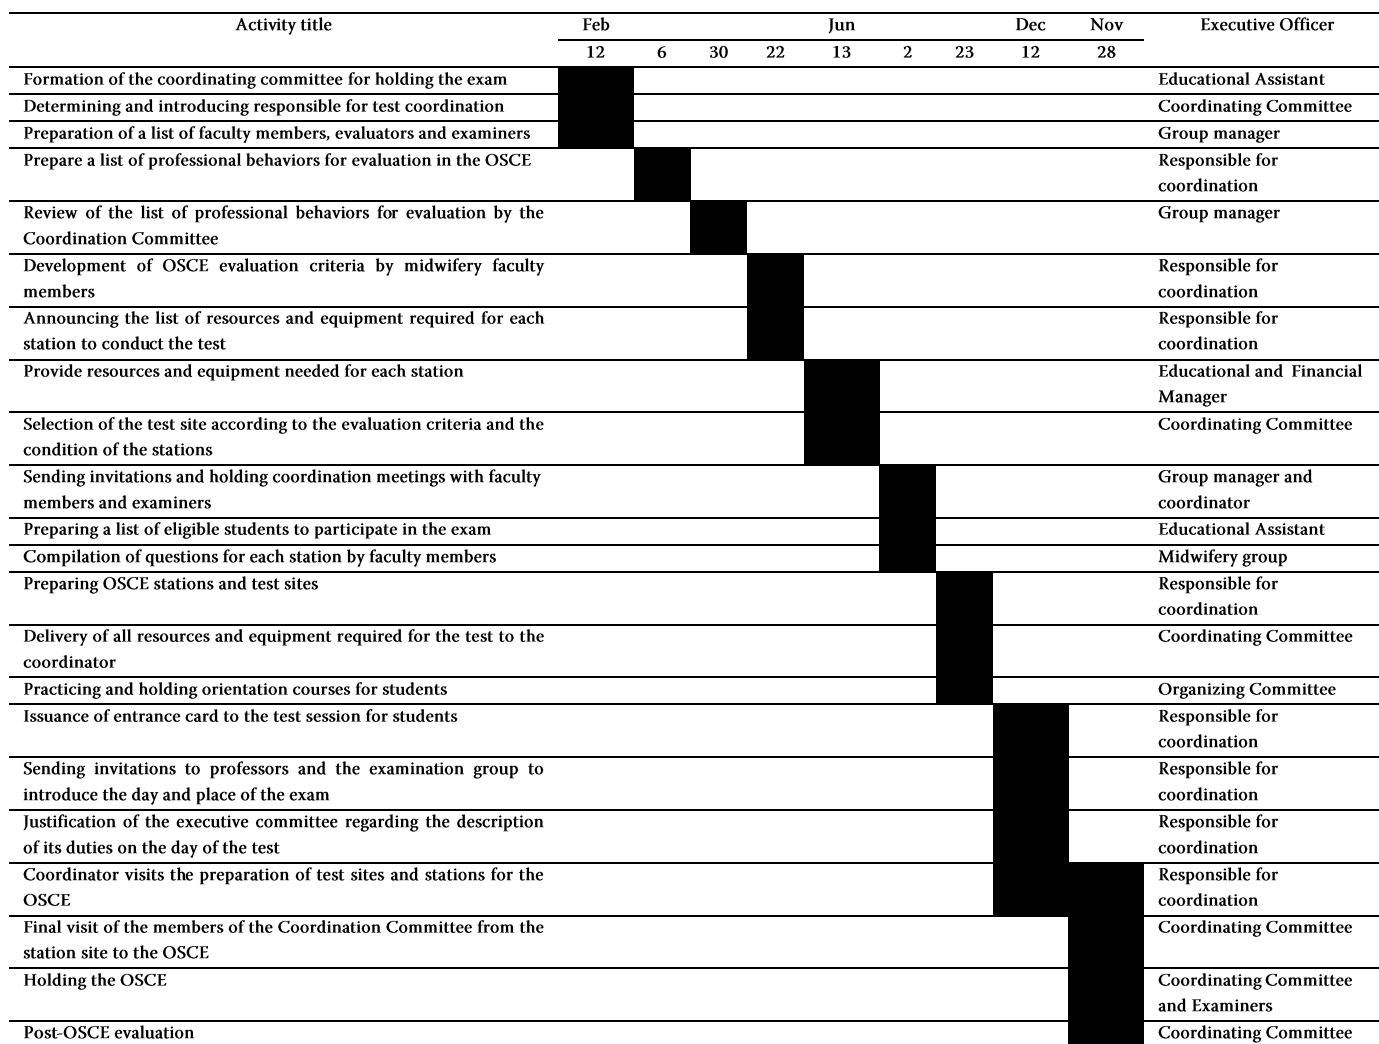 Activity title Feb Jun Dec Nov Executive Officer
12 6 30 22 13 2 23 12 28
Formation of the coordinating committee for holding the exam Educational Assistant
Determining and introducing responsible for test coordination Coordinating Committee
Preparation of a list of faculty members, evaluators and examiners Group manager
Prepare a list of professional behaviors for evaluation in the OSCE Responsible for
coordination
Review of the list of professional behaviors for evaluation by the Group manager
Coordination Committee
Development of OSCE evaluation criteria by midwifery faculty Responsible for
members coordination
Announcing the list of resources and equipment required for each Responsible for
station to conduct the test coordination
Provide resources and equipment needed for each station Educational and Financial
Manager
Selection of the test site according to the evaluation criteria and the Coordinating Committee
condition of the stations
Sending invitations and holding coordination meetings with faculty Group manager and
members and examiners coordinator
Preparing a list of eligible students to participate in the exam Educational Assistant
Compilation of questions for each station by faculty members Midwifery group
Preparing OSCE stations and test sites Responsible for
coordination
Delivery of all resources and equipment required for the test to the Coordinating Committee
coordinator
Practicing and holding orientation courses for students Organizing Committee
Issuance of entrance card to the test session for students Responsible for
coordination
Sending invitations to professors and the examination group to Responsible for
introduce the day and place of the exam coordination
Justification of the executive committee regarding the description Responsible for
of its duties on the day of the test coordination
Coordinator visits the preparation of test sites and stations for the Responsible for
OSCE coordination
Final visit of the members of the Coordination Committee from the Coordinating Committee
station site to the OSCE
Holding the OSCE Coordinating Committee
and Examiners
Post-OSCE evaluation Coordinating Committee